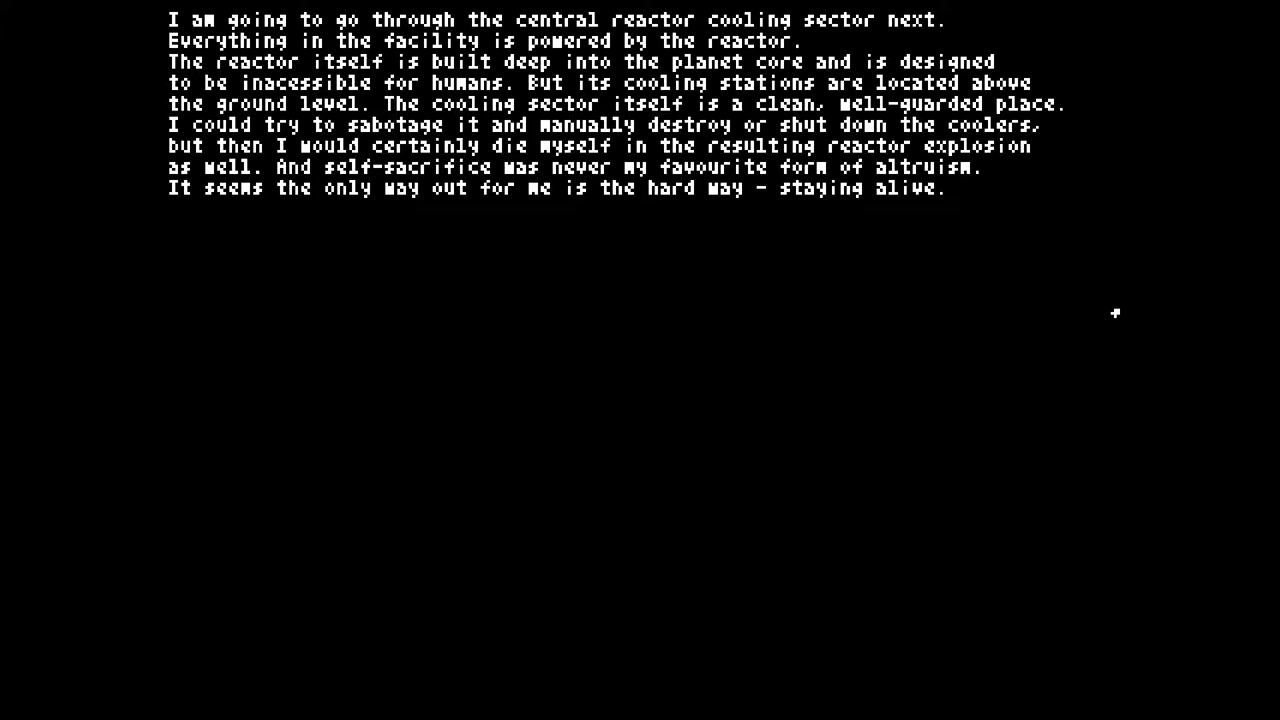 I am going to go through the central reactor cooling sector next.
Everything in the facility is powered by the reactor.
The reactor itself is built deep into the planet core and is designed
to be inacessible for humans. But its cooling stations are located above
the ground level. The cooling sector itself is a clean, well-guarded place.
I could try to sabotage it and manually destroy or shut down the coolers,
but then I would certainly die myself in the resulting reactor explosion
as well. And self-sacrifice was never my favourite form of altruism.
It seems the only way out for me is the hard way - staying alive.